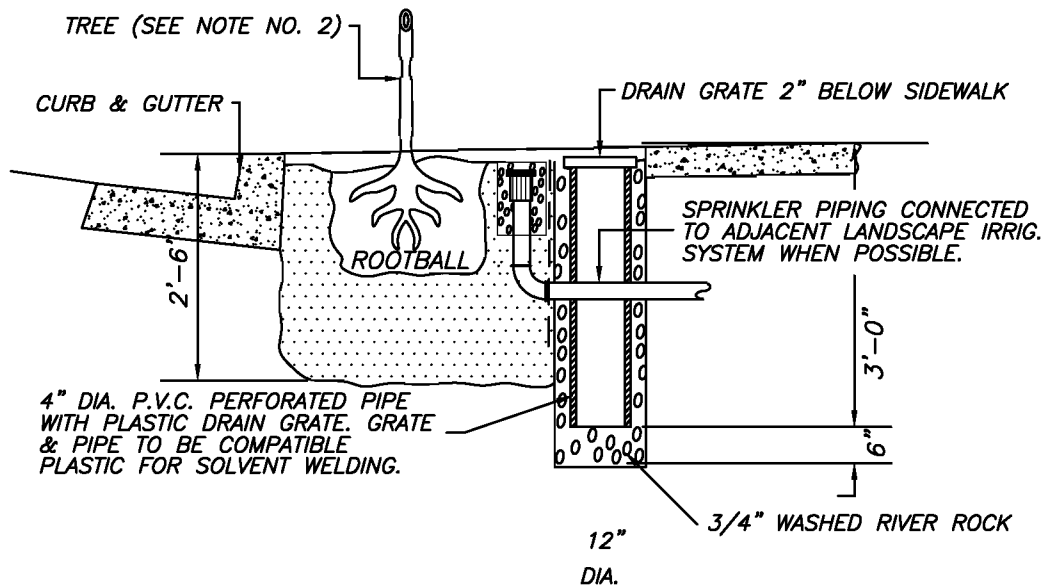 TREE (SEE NOTE NO. 2)
CURB & GUTTER
DRAIN GRATE 2" BELOW SIDEWALK
SPRINKLER PIPING CONNECTED
TO ADJACENT LANDSCAPE IRRIG.
SYSTEM WHEN POSSIBLE.
ROOTBALL
2'-6"
3'-0"
6"
4" DIA. P.V.C. PERFORATED PIPE
WITH PLASTIC DRAIN GRATE. GRATE
& PIPE TO BE COMPATIBLE
PLASTIC FOR SOLVENT WELDING.
3/4" WASHED RIVER ROCK
12"
DIA.